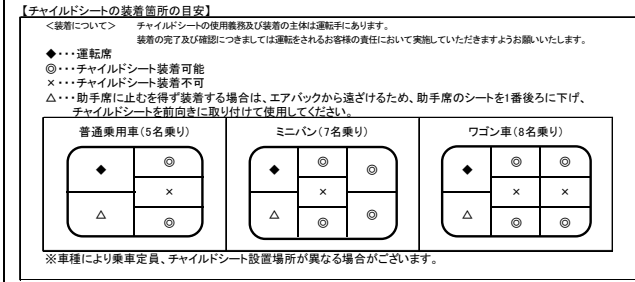 【チャイルドシートの装着箇所の目安】
<装着について> チャイルドシートの使用義務及び装着の主体は運転手にあります。
装着の完了及び確認につきましては運転をされるお客様の責任において実施していただきますようお願いいたします。
◆・・・運転席
◎・・・チャイルドシート装着可能
×・・・チャイルドシート装着不可
△・・・助手席に止むを得ず装着する場合は、エアバックから遠ざけるため、助手席のシートを1番後ろに下げ、
チャイルドシートを前向きに取り付けて使用してください。
普通乗用車(5名乗り) ミニバン(7名乗り) ワゴン車(8名乗り)
◆ ◎ ◆ ◎ ◎ ◆ ◎ ◎
× × × ×
△ ◎ △ ◎ ◎ △ ◎ ◎
※車種により乗車定員、チャイルドシート設置場所が異なる場合がございます。